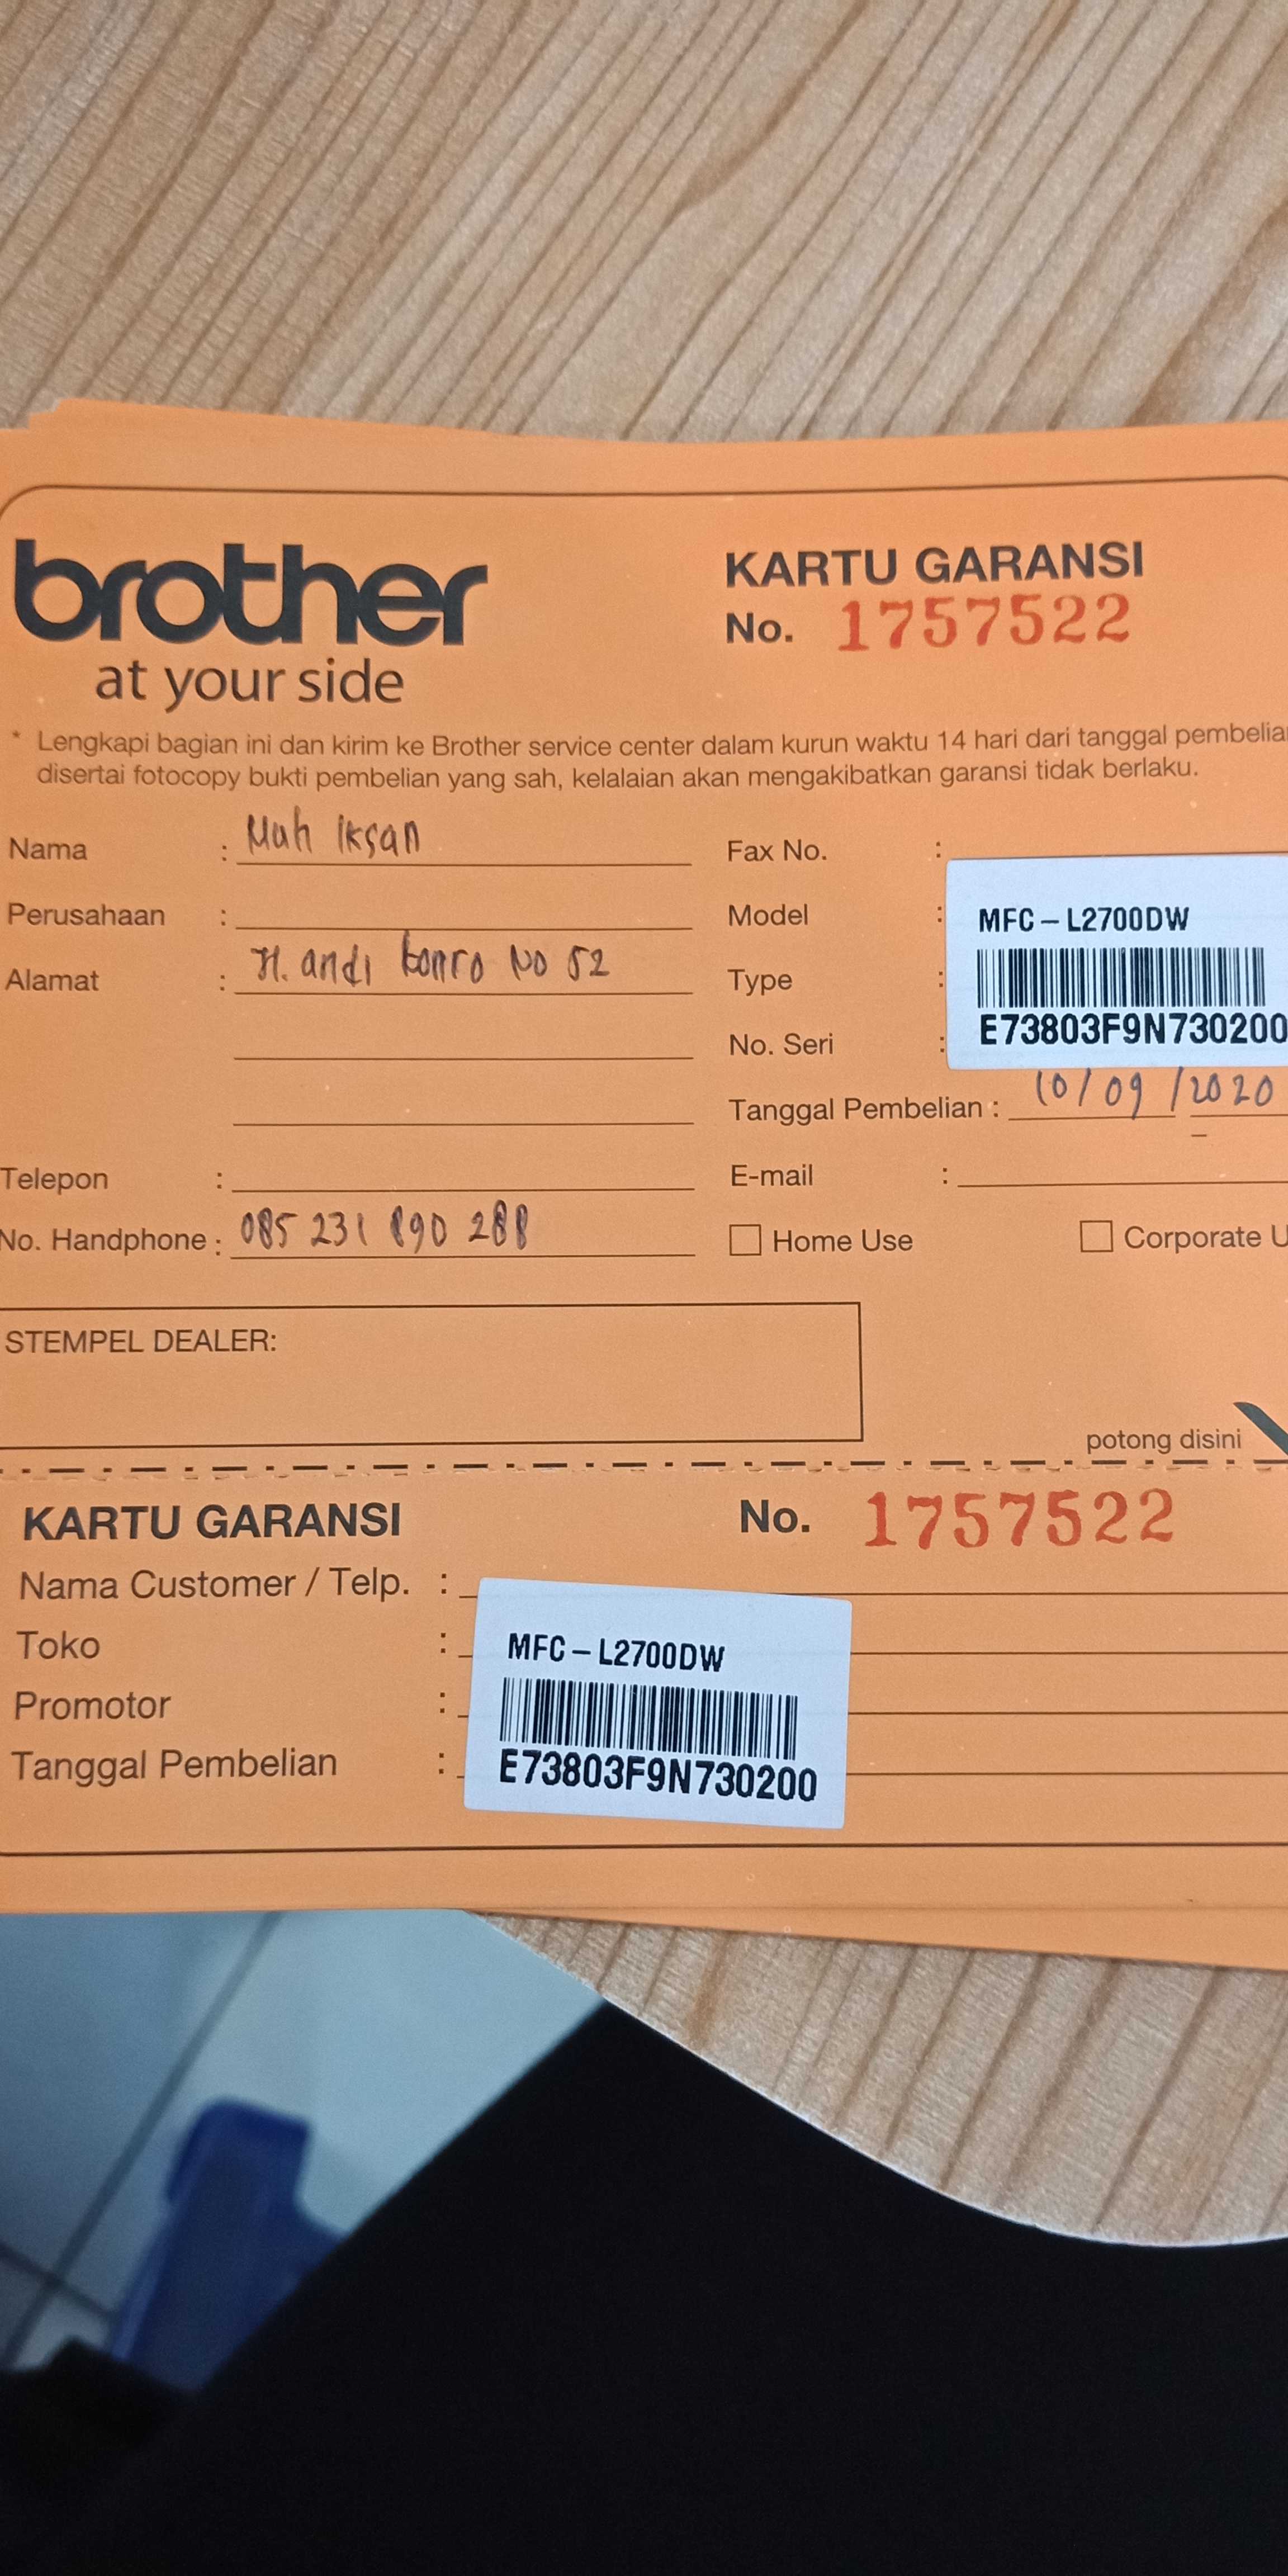 brother
at your side
KARTU GARANSI
No. 1757522
* Lengkapi bagian ini dan kirim ke Brother service center dalam kurun waktu 14 hari dari tanggal pembelia
disertai fotocopy bukti pembelian yang sah, kelalaian akan mengakibatkan garansi tidak berlaku.
Nama : Muh Iksan
Perusahaan :
Alamat : Jl. andi tonro No 52
Telepon :
No. Handphone : 085 231 890 288
Fax No. :
Model : MFC-L2700DW
Type :
No. Seri : E73803F9N730200
Tanggal Pembelian : 10/09/2020
E-mail :
Home Use
Corporate U
STEMPEL DEALER:
potong disini
KARTU GARANSI
No. 1757522
Nama Customer / Telp. :
Toko :
Promotor :
Tanggal Pembelian :
MFC-L2700DW
E73803F9N730200